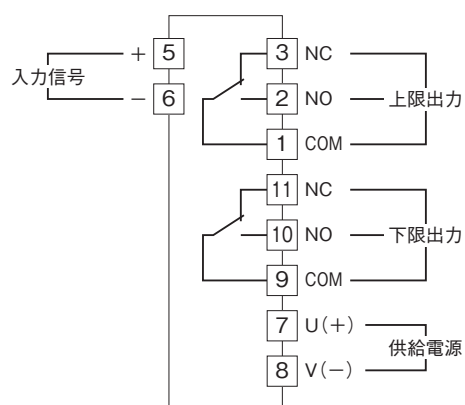 入力信号
+ 5
− 6
3 NC
2 NO
1 COM
上限出力
11 NC
10 NO
9 COM
下限出力
7 U(+)
8 V(−)
供給電源